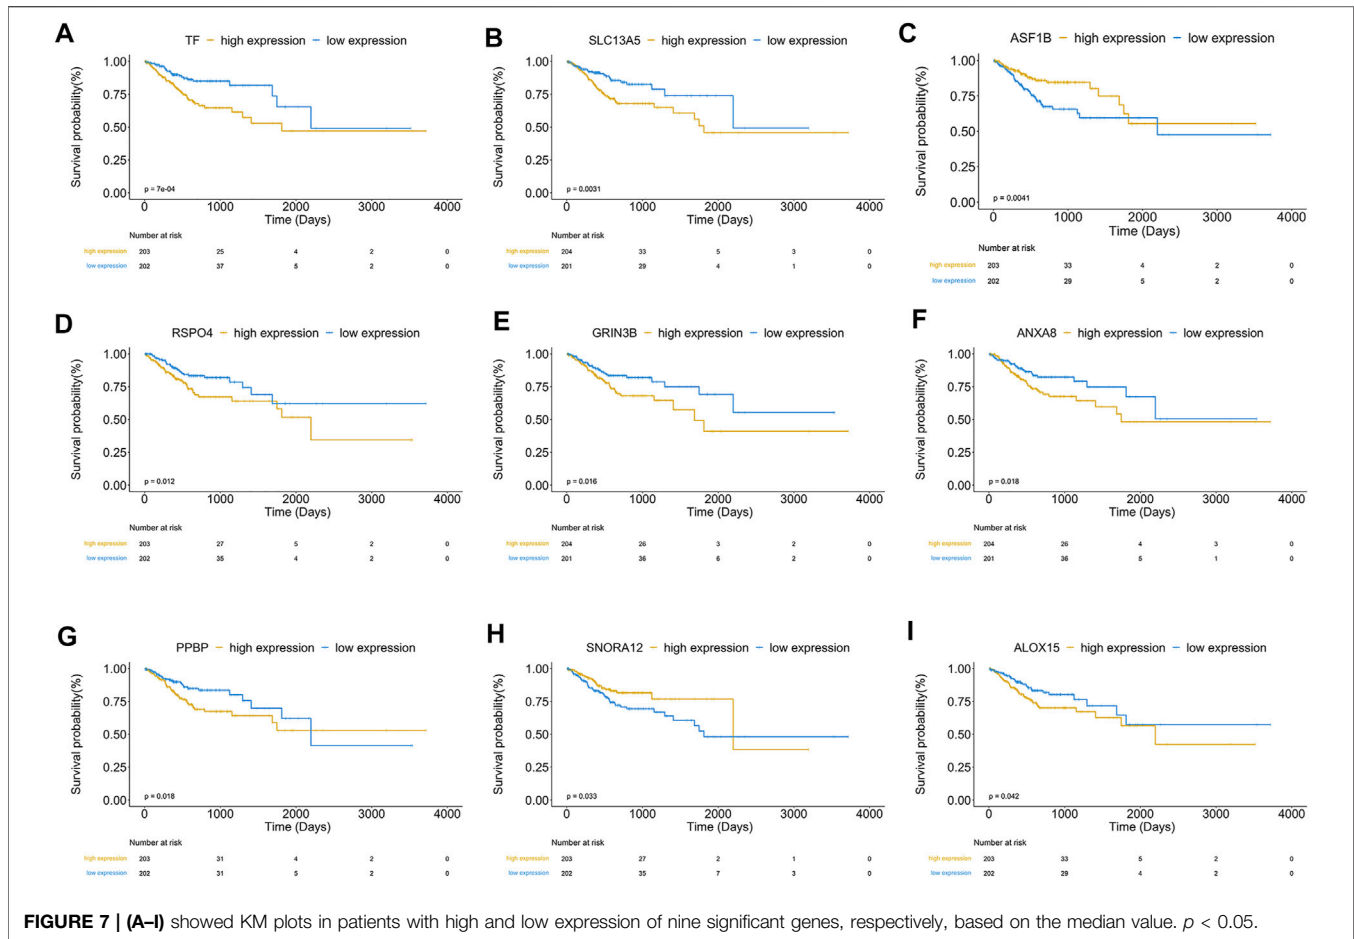 A
TF high expression low expression
Survival probability(%)
1.00
0.75
0.50
0.25
0.00
p = 7e-04
0 1000 2000 3000 4000
Time (Days)
Number at risk
high expression 203 25 4 2 0
low expression 202 37 5 2 0
B
SLC13A5 high expression low expression
Survival probability(%)
1.00
0.75
0.50
0.25
0.00
p = 0.0031
0 1000 2000 3000 4000
Time (Days)
Number at risk
high expression 204 33 5 3 0
low expression 201 29 4 1 0
C
ASF1B high expression low expression
Survival probability(%)
1.00
0.75
0.50
0.25
0.00
p = 0.0041
0 1000 2000 3000 4000
Time (Days)
Number at risk
high expression 203 33 4 2 0
low expression 202 29 5 2 0
D
RSPO4 high expression low expression
Survival probability(%)
1.00
0.75
0.50
0.25
0.00
p = 0.012
0 1000 2000 3000 4000
Time (Days)
Number at risk
high expression 203 27 5 2 0
low expression 202 35 4 2 0
E
GRIN3B high expression low expression
Survival probability(%)
1.00
0.75
0.50
0.25
0.00
p = 0.016
0 1000 2000 3000 4000
Time (Days)
Number at risk
high expression 204 26 3 2 0
low expression 201 36 6 2 0
F
ANXA8 high expression low expression
Survival probability(%)
1.00
0.75
0.50
0.25
0.00
p = 0.018
0 1000 2000 3000 4000
Time (Days)
Number at risk
high expression 204 26 4 3 0
low expression 201 36 5 1 0
G
PPBP high expression low expression
Survival probability(%)
1.00
0.75
0.50
0.25
0.00
p = 0.018
0 1000 2000 3000 4000
Time (Days)
Number at risk
high expression 203 31 4 2 0
low expression 202 31 5 2 0
H
SNORA12 high expression low expression
Survival probability(%)
1.00
0.75
0.50
0.25
0.00
p = 0.033
0 1000 2000 3000 4000
Time (Days)
Number at risk
high expression 203 27 2 1 0
low expression 202 35 7 3 0
I
ALOX15 high expression low expression
Survival probability(%)
1.00
0.75
0.50
0.25
0.00
p = 0.042
0 1000 2000 3000 4000
Time (Days)
Number at risk
high expression 203 33 5 2 0
low expression 202 29 4 2 0
FIGURE 7 | (A–I) showed KM plots in patients with high and low expression of nine significant genes, respectively, based on the median value. p < 0.05.